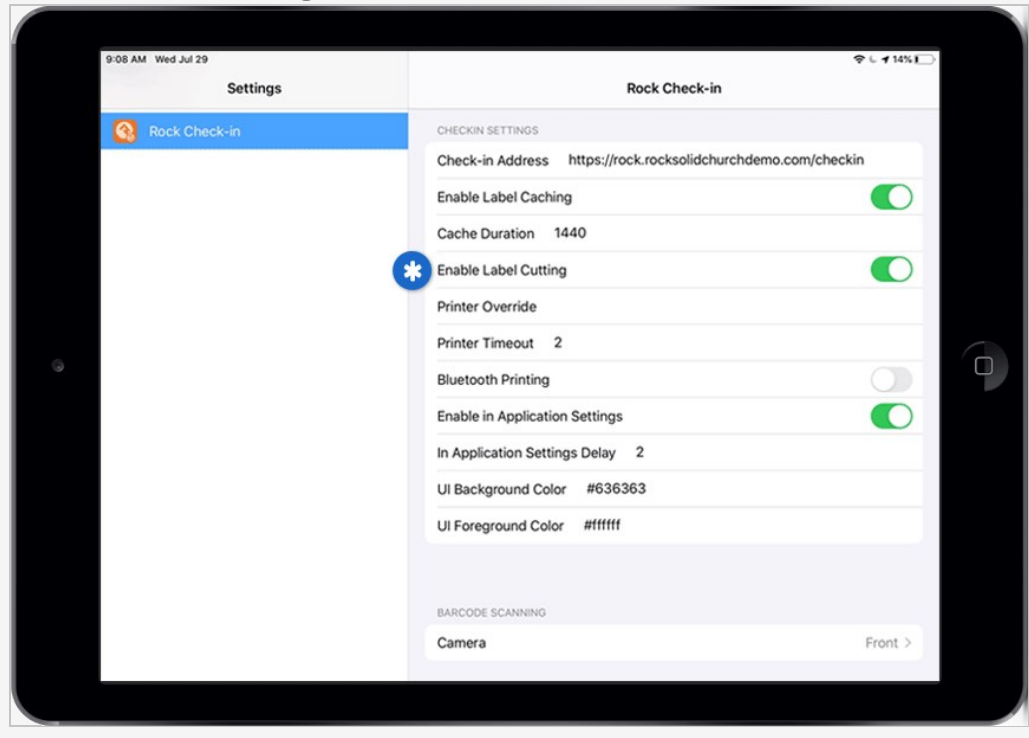 9:08 AM Wed Jul 29
14%
Settings
Rock Check-in
Rock Check-in
CHECKIN SETTINGS
Check-in Address https://rock.rocksolidchurchdemo.com/checkin
Enable Label Caching
Cache Duration 1440
Enable Label Cutting
Printer Override
Printer Timeout 2
Bluetooth Printing
Enable in Application Settings
In Application Settings Delay 2
UI Background Color #636363
UI Foreground Color #ffffff
BARCODE SCANNING
Camera Front >